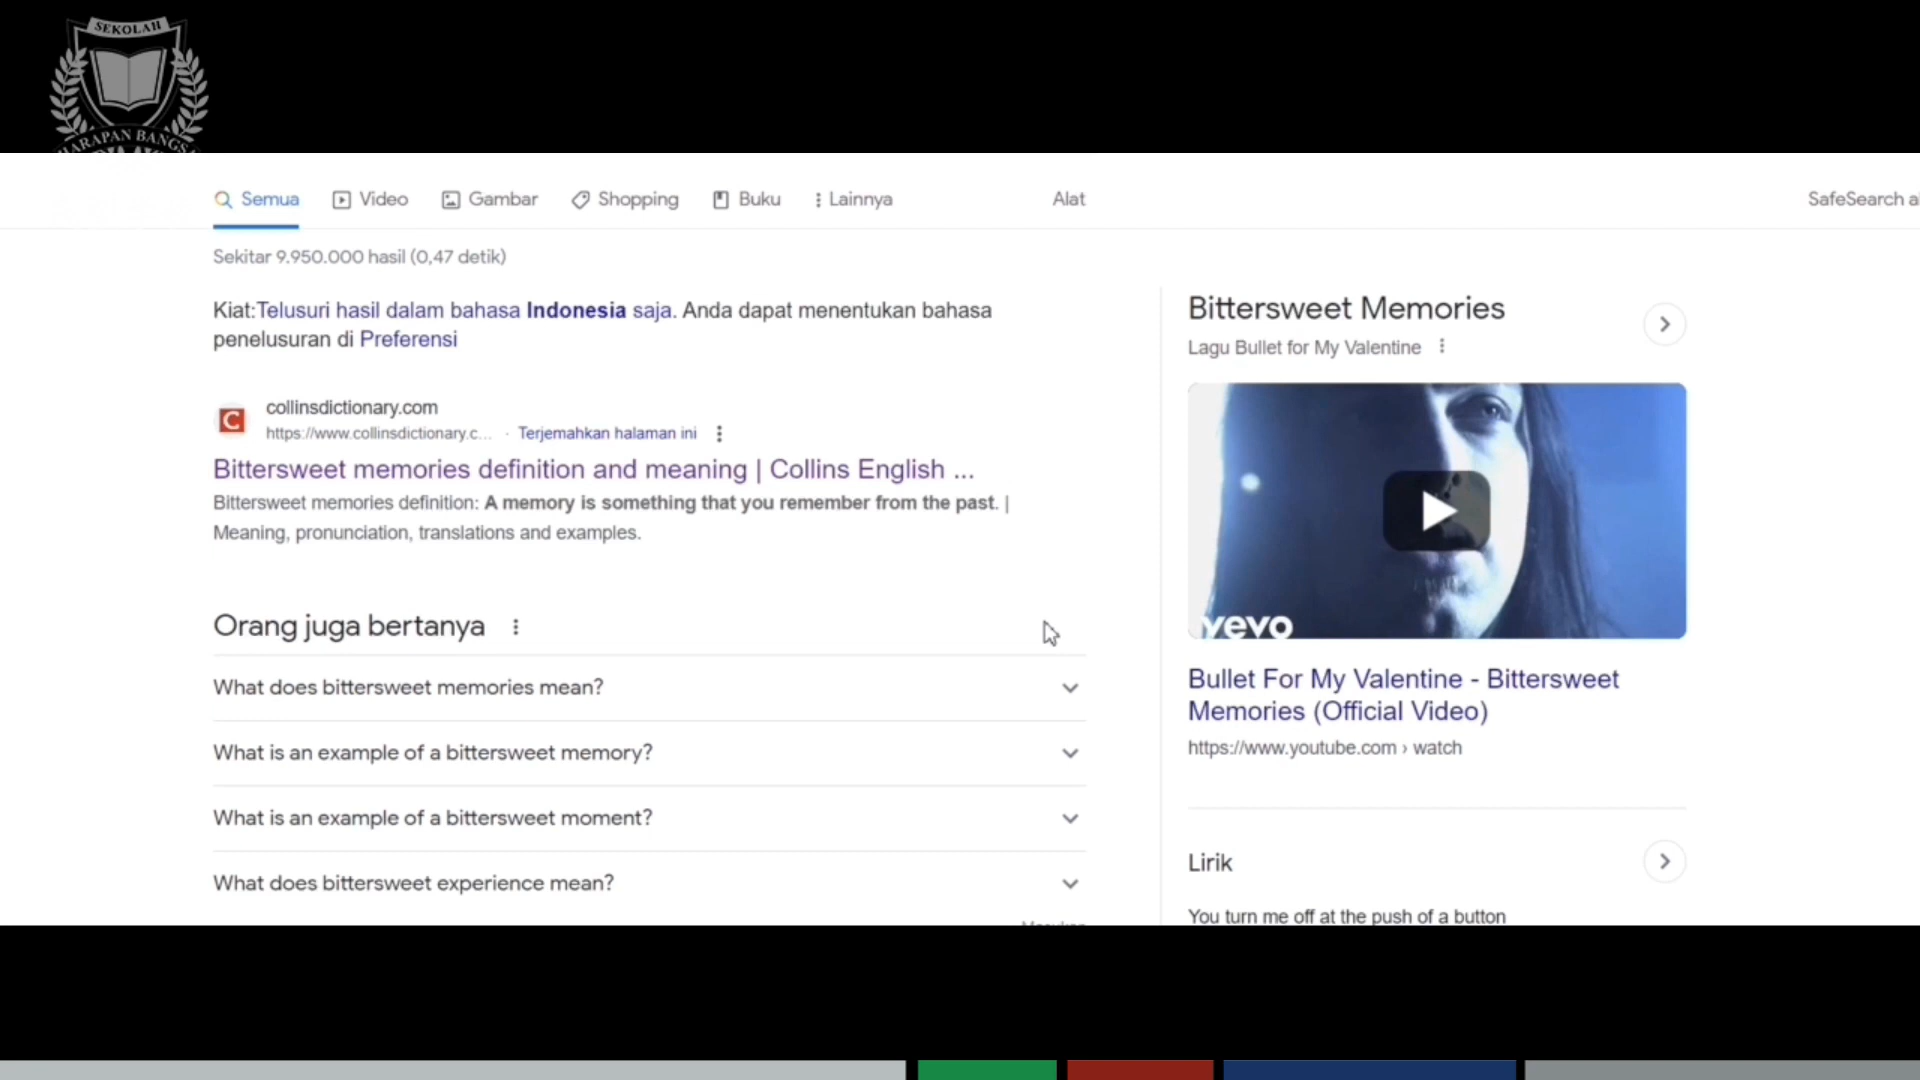 SEKOLAH
HARAPAN BANGSA
Semua Video Gambar Shopping Buku Lainnya Alat SafeSearch
Sekitar 9.950.000 hasil (0,47 detik)
Kiat:Telusuri hasil dalam bahasa Indonesia saja. Anda dapat menentukan bahasa
penelusuran di Preferensi
collinsdictionary.com
https://www.collinsdictionary.c... · Terjemahkan halaman ini
Bittersweet memories definition and meaning | Collins English ...
Bittersweet memories definition: A memory is something that you remember from the past. |
Meaning, pronunciation, translations and examples.
Orang juga bertanya
What does bittersweet memories mean?
What is an example of a bittersweet memory?
What is an example of a bittersweet moment?
What does bittersweet experience mean?
Bittersweet Memories
Lagu Bullet for My Valentine
vevo
Bullet For My Valentine - Bittersweet
Memories (Official Video)
https://www.youtube.com › watch
Lirik
You turn me off at the push of a button